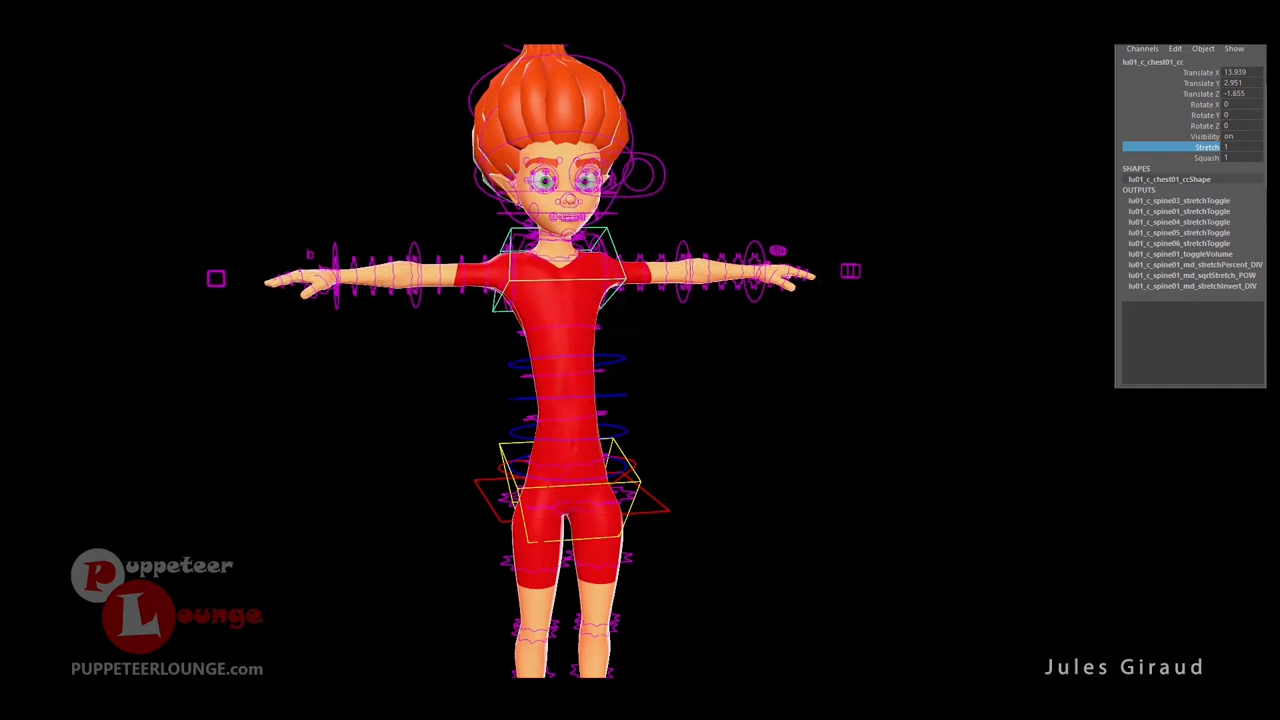 Channels Edit Object Show
lu01_c_chest01_cc
Translate X 13.939
Translate Y 2.951
Translate Z -1.655
Rotate X 0
Rotate Y 0
Rotate Z 0
Visibility on
Stretch 1
Squash 1
SHAPES
lu01_c_chest01_ccShape
OUTPUTS
lu01_c_spine03_stretchToggle
lu01_c_spine01_stretchToggle
lu01_c_spine04_stretchToggle
lu01_c_spine05_stretchToggle
lu01_c_spine06_stretchToggle
lu01_c_spine01_toggleVolume
lu01_c_spine01_md_stretchPercent_DIV
lu01_c_spine01_md_sqrtStretch_POW
lu01_c_spine01_md_stretchInvert_DIV
Puppeteer
Lounge
PUPPETEERLOUNGE.com
Jules Giraud